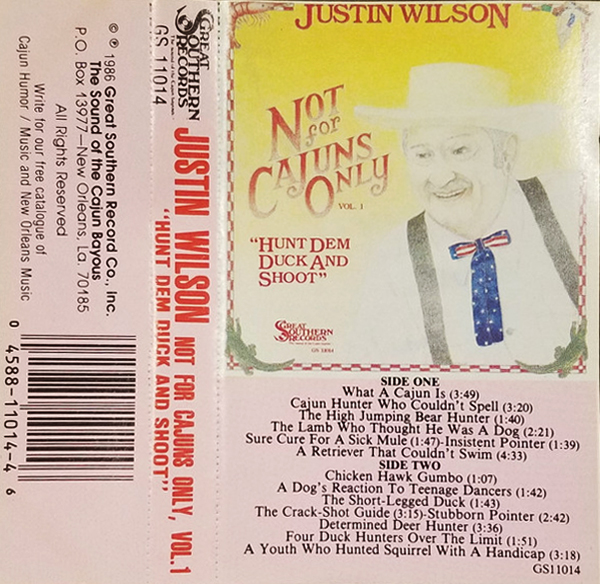 © ℗ 1986 Great Southern Record Co., Inc.
The Sound of the Cajun Bayous
P.O. Box 13977—New Orleans, La. 70185
All Rights Reserved
Write for our free catalogue of
Cajun Humor / Music and New Orleans Music
0 4588-11014-4 6
GREAT
SOUTHERN
RECORDS
GS 11014
JUSTIN WILSON NOT FOR CAJUNS ONLY, VOL. 1
"HUNT DEM DUCK AND SHOOT"
JUSTIN WILSON
NOT
for
CAJUNS
ONLY
VOL. 1
"HUNT DEM
DUCK AND
SHOOT"
GREAT
SOUTHERN
RECORDS
GS 11014
SIDE ONE
What A Cajun Is (3:49)
Cajun Hunter Who Couldn't Spell (3:20)
The High Jumping Bear Hunter (1:40)
The Lamb Who Thought He Was A Dog (2:21)
Sure Cure For A Sick Mule (1:47)-Insistent Pointer (1:39)
A Retriever That Couldn't Swim (4:33)
SIDE TWO
Chicken Hawk Gumbo (1:07)
A Dog's Reaction To Teenage Dancers (1:42)
The Short-Legged Duck (1:43)
The Crack-Shot Guide (3:15)-Stubborn Pointer (2:42)
Determined Deer Hunter (3:36)
Four Duck Hunters Over The Limit (1:51)
A Youth Who Hunted Squirrel With A Handicap (3:18)
GS11014